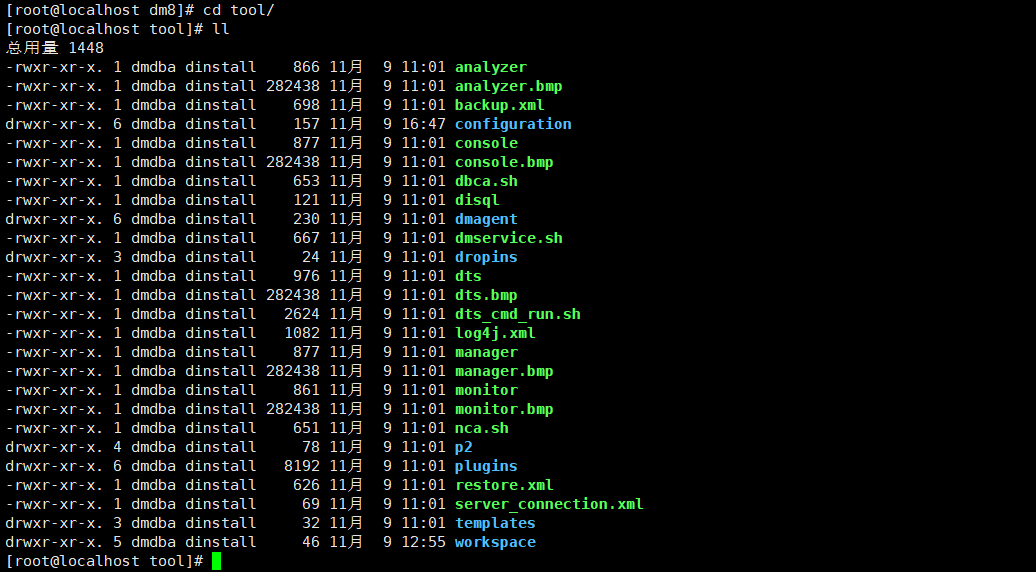 [root@localhost dm8]# cd tool/
[root@localhost tool]# ll
总用量 1448
-rwxr-xr-x. 1 dmdba dinstall    866 11月  9 11:01 analyzer
-rwxr-xr-x. 1 dmdba dinstall 282438 11月  9 11:01 analyzer.bmp
-rwxr-xr-x. 1 dmdba dinstall    698 11月  9 11:01 backup.xml
drwxr-xr-x. 6 dmdba dinstall    157 11月  9 16:47 configuration
-rwxr-xr-x. 1 dmdba dinstall    877 11月  9 11:01 console
-rwxr-xr-x. 1 dmdba dinstall 282438 11月  9 11:01 console.bmp
-rwxr-xr-x. 1 dmdba dinstall    653 11月  9 11:01 dbca.sh
-rwxr-xr-x. 1 dmdba dinstall    121 11月  9 11:01 disql
drwxr-xr-x. 6 dmdba dinstall    230 11月  9 11:01 dmagent
-rwxr-xr-x. 1 dmdba dinstall    667 11月  9 11:01 dmservice.sh
drwxr-xr-x. 3 dmdba dinstall     24 11月  9 11:01 dropins
-rwxr-xr-x. 1 dmdba dinstall    976 11月  9 11:01 dts
-rwxr-xr-x. 1 dmdba dinstall 282438 11月  9 11:01 dts.bmp
-rwxr-xr-x. 1 dmdba dinstall   2624 11月  9 11:01 dts_cmd_run.sh
-rwxr-xr-x. 1 dmdba dinstall   1082 11月  9 11:01 log4j.xml
-rwxr-xr-x. 1 dmdba dinstall    877 11月  9 11:01 manager
-rwxr-xr-x. 1 dmdba dinstall 282438 11月  9 11:01 manager.bmp
-rwxr-xr-x. 1 dmdba dinstall    861 11月  9 11:01 monitor
-rwxr-xr-x. 1 dmdba dinstall 282438 11月  9 11:01 monitor.bmp
-rwxr-xr-x. 1 dmdba dinstall    651 11月  9 11:01 nca.sh
drwxr-xr-x. 4 dmdba dinstall     78 11月  9 11:01 p2
drwxr-xr-x. 6 dmdba dinstall   8192 11月  9 11:01 plugins
-rwxr-xr-x. 1 dmdba dinstall    626 11月  9 11:01 restore.xml
-rwxr-xr-x. 1 dmdba dinstall     69 11月  9 11:01 server_connection.xml
drwxr-xr-x. 3 dmdba dinstall     32 11月  9 11:01 templates
drwxr-xr-x. 5 dmdba dinstall     46 11月  9 12:55 workspace
[root@localhost tool]#